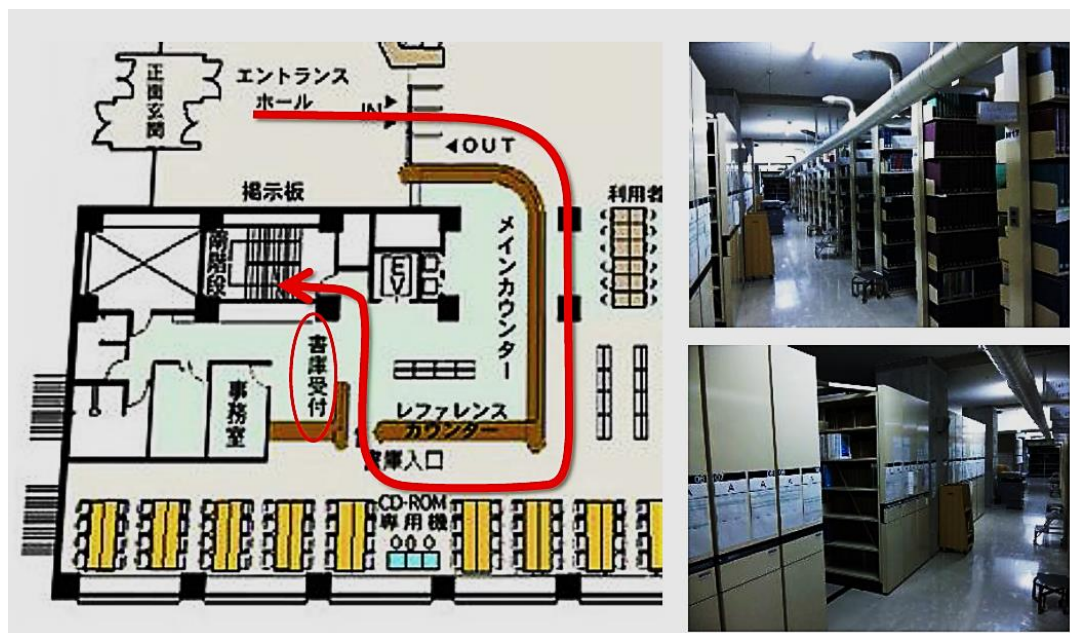 正面玄関
エントランス
ホール
IN
OUT
掲示板
利用者
メインカウンター
南階段
EV
書庫受付
事務室
レファレンス
カウンター
書庫入口
CD-ROM
専用機
A